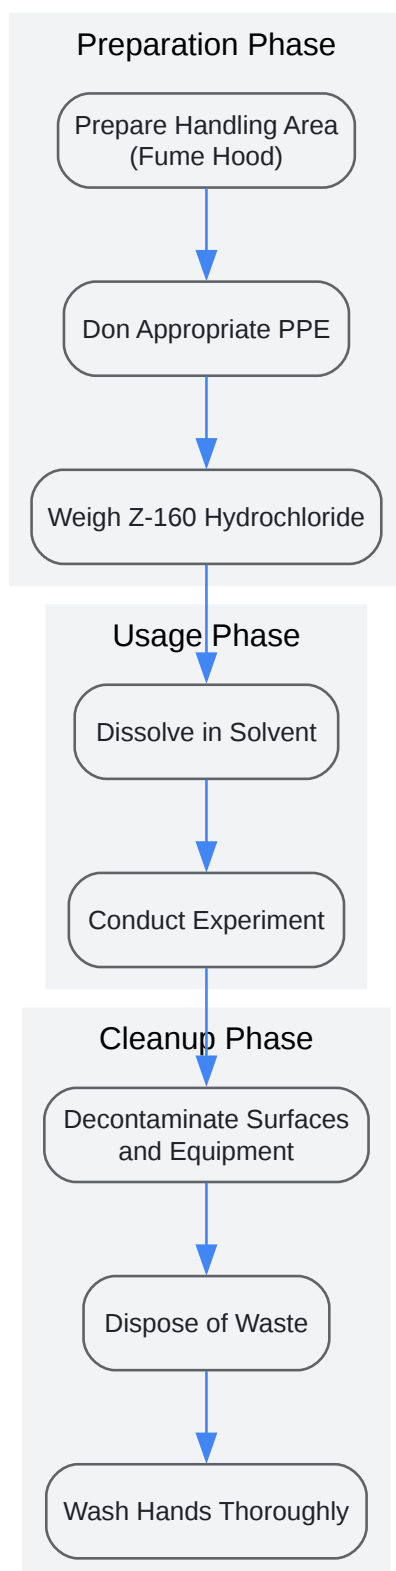 Preparation Phase
Prepare Handling Area
(Fume Hood)
Don Appropriate PPE
Weigh Z-160 Hydrochloride
Usage Phase
Dissolve in Solvent
Conduct Experiment
Cleanup Phase
Decontaminate Surfaces
and Equipment
Dispose of Waste
Wash Hands Thoroughly